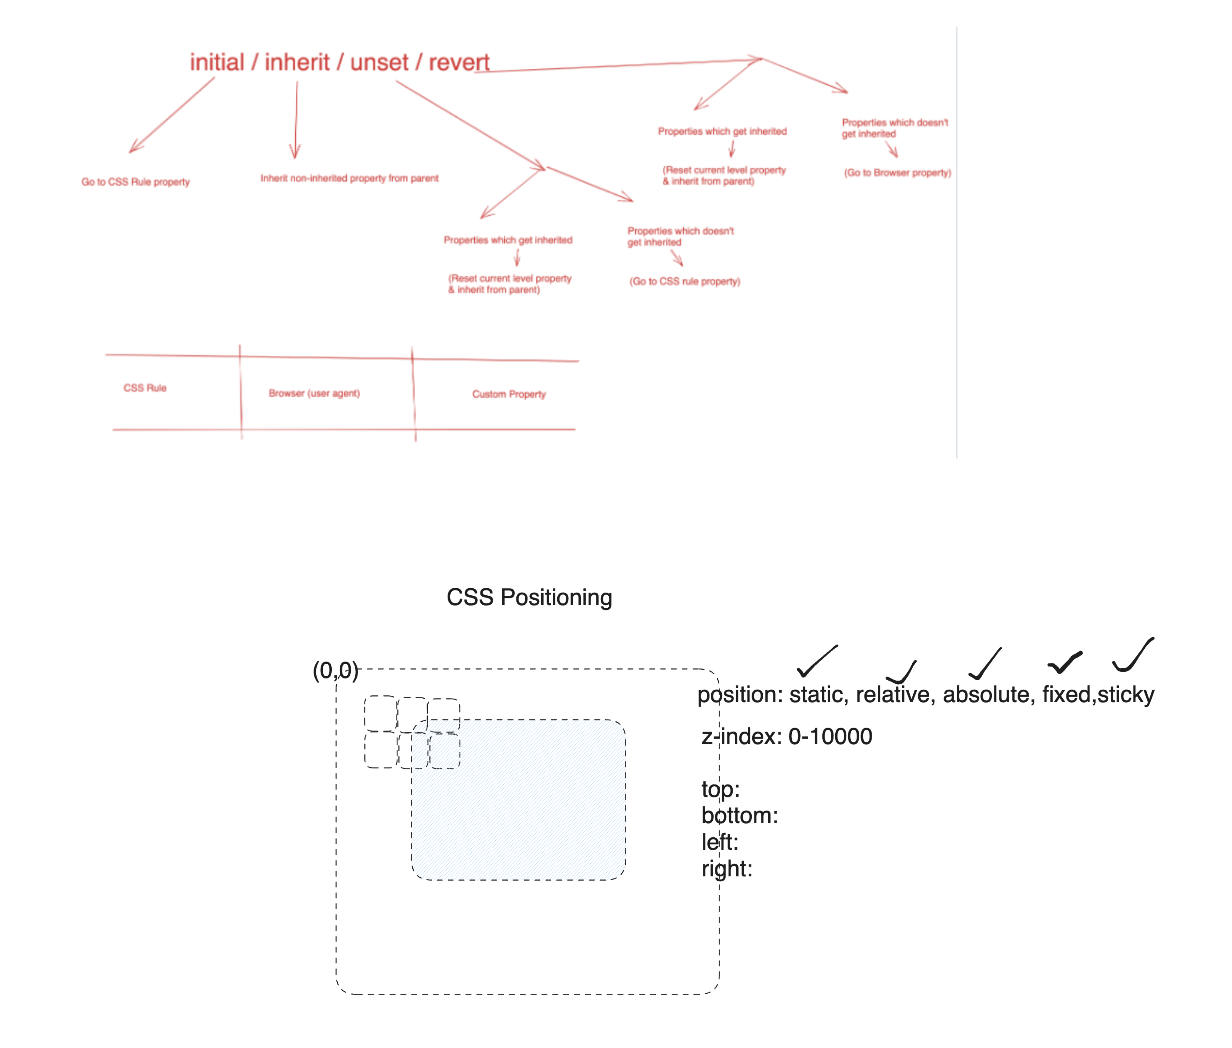 initial / inherit / unset / revert
Go to CSS Rule property
Inherit non-inherited property from parent
Properties which get inherited
(Reset current level property
& inherit from parent)
Properties which doesn't
get inherited
(Go to CSS rule property)
Properties which get inherited
(Reset current level property
& inherit from parent)
Properties which doesn't
get inherited
(Go to Browser property)
CSS Rule
Browser (user agent)
Custom Property
CSS Positioning
(0,0)
position: static, relative, absolute, fixed,sticky
z-index: 0-10000
top:
bottom:
left:
right: